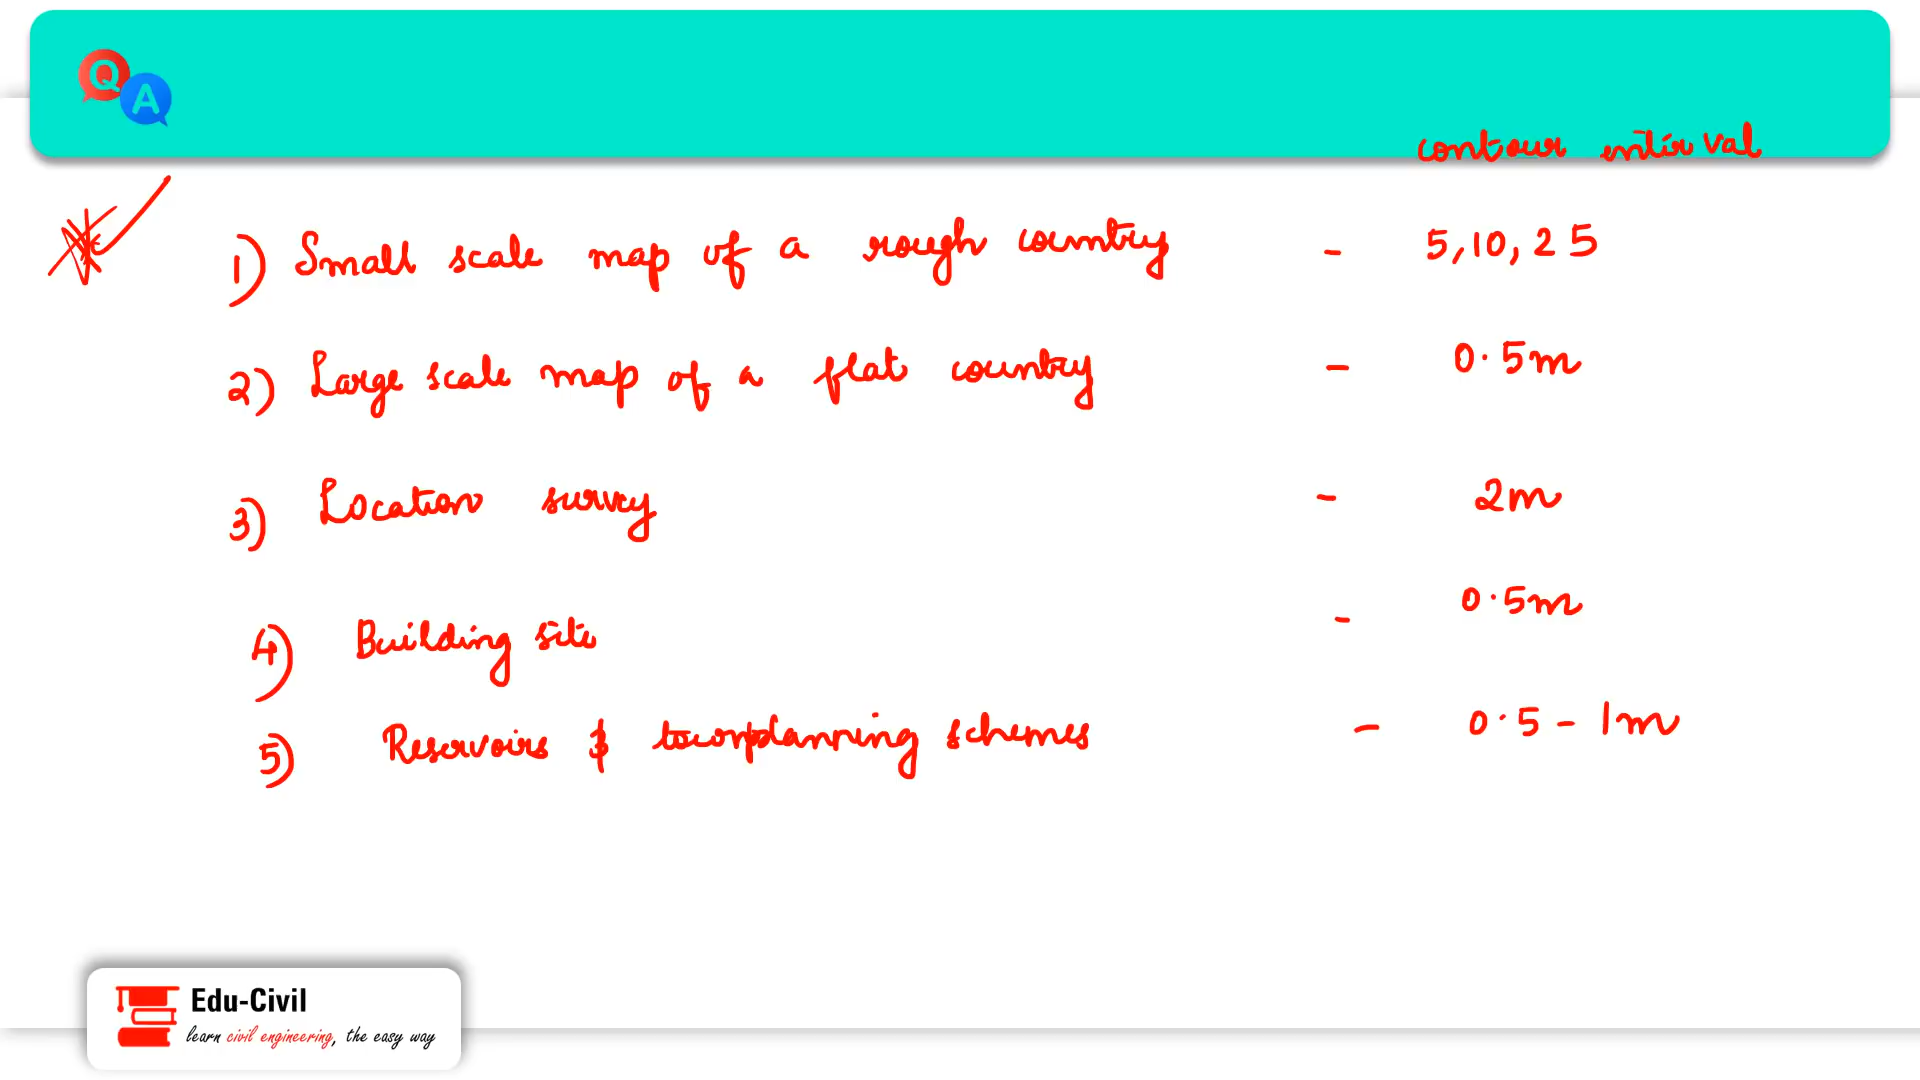 QA
contour intirval
1) Small scale map of a rough country - 5,10,25
2) Large scale map of a flat country - 0.5m
3) Location survey - 2m
4) Building site - 0.5m
5) Reservoirs & townplanning schemes - 0.5-1m
Edu-Civil
learn civil engineering, the easy way